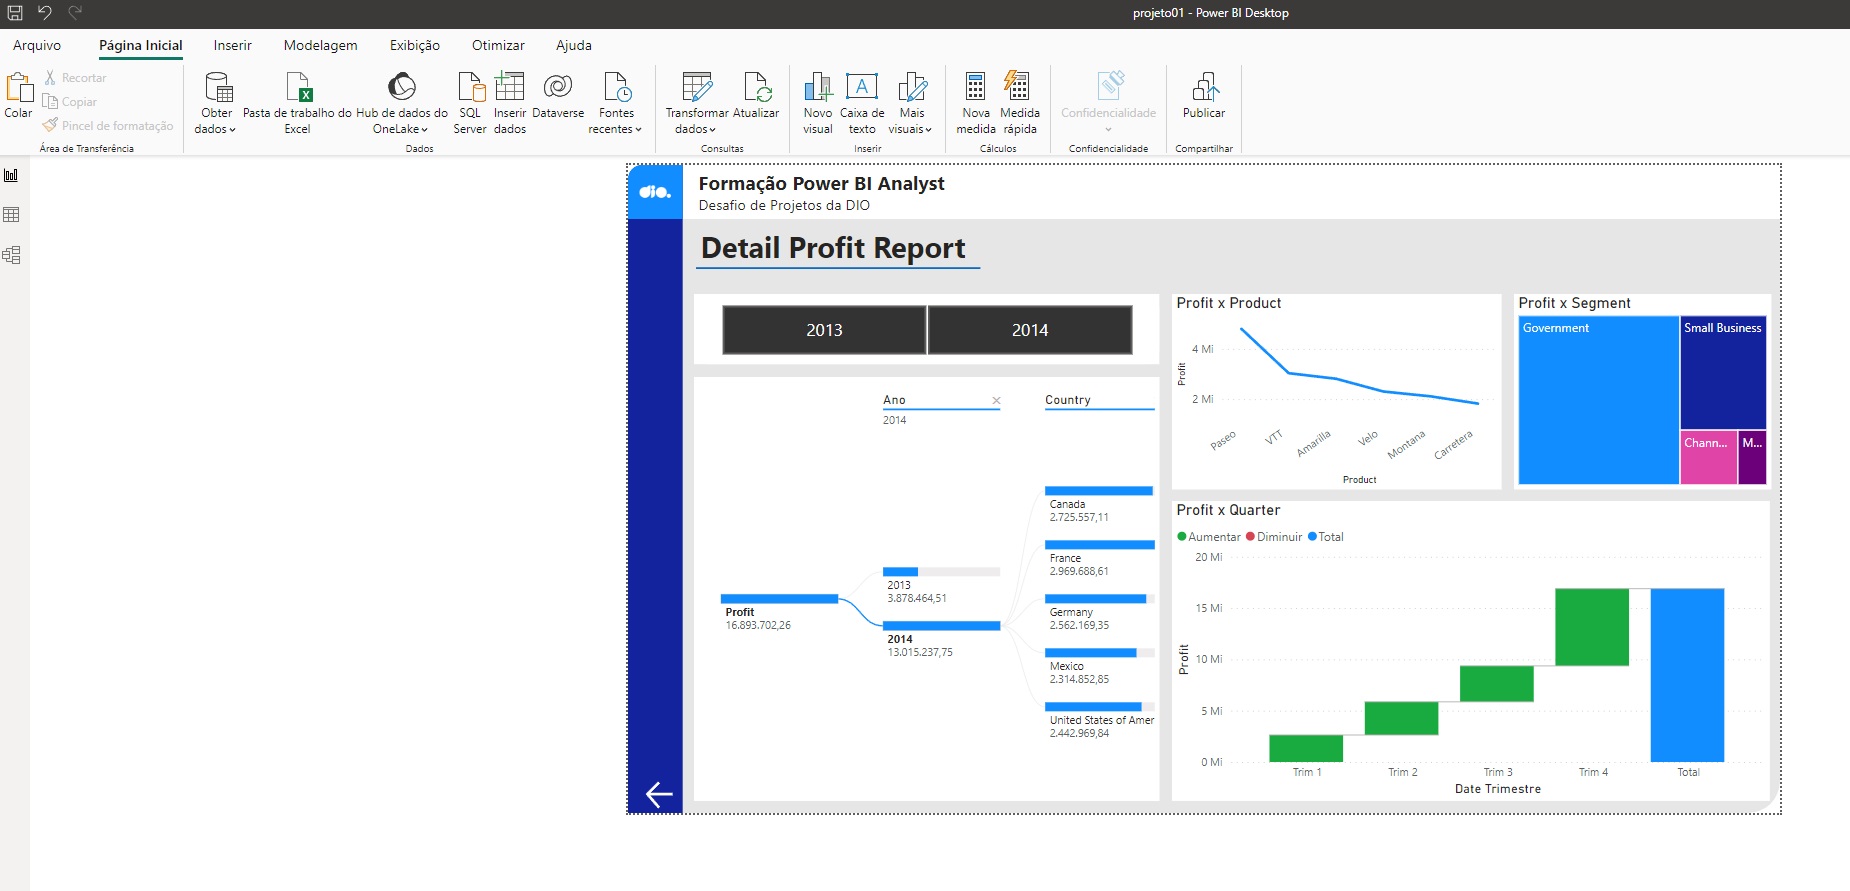 projeto01 - Power BI Desktop
Arquivo Página Inicial Inserir Modelagem Exibição Otimizar Ajuda
Colar
Recortar
Copiar
Pincel de formatação
Área de Transferência
Obter dados
Pasta de trabalho do Excel
Hub de dados do OneLake
SQL Server
Inserir dados
Dataverse
Fontes recentes
Dados
Transformar dados
Atualizar
Consultas
Novo visual
Caixa de texto
Mais visuais
Inserir
Nova medida
Medida rápida
Cálculos
Confidencialidade
Confidencialidade
Publicar
Compartilhar
dio.
Formação Power BI Analyst
Desafio de Projetos da DIO
Detail Profit Report
2013
2014
Ano
2014
Country
Profit
16.893.702,26
2013
3.878.464,51
2014
13.015.237,75
Canada
2.725.557,11
France
2.969.688,61
Germany
2.562.169,35
Mexico
2.314.852,85
United States of Amer
2.442.969,84
Profit x Product
Profit
4 Mi
2 Mi
Paseo
VTT
Amarilla
Velo
Montana
Carretera
Product
Profit x Segment
Government
Small Business
Chann...
M...
Profit x Quarter
Aumentar Diminuir Total
Profit
20 Mi
15 Mi
10 Mi
5 Mi
0 Mi
Trim 1
Trim 2
Trim 3
Trim 4
Total
Date Trimestre